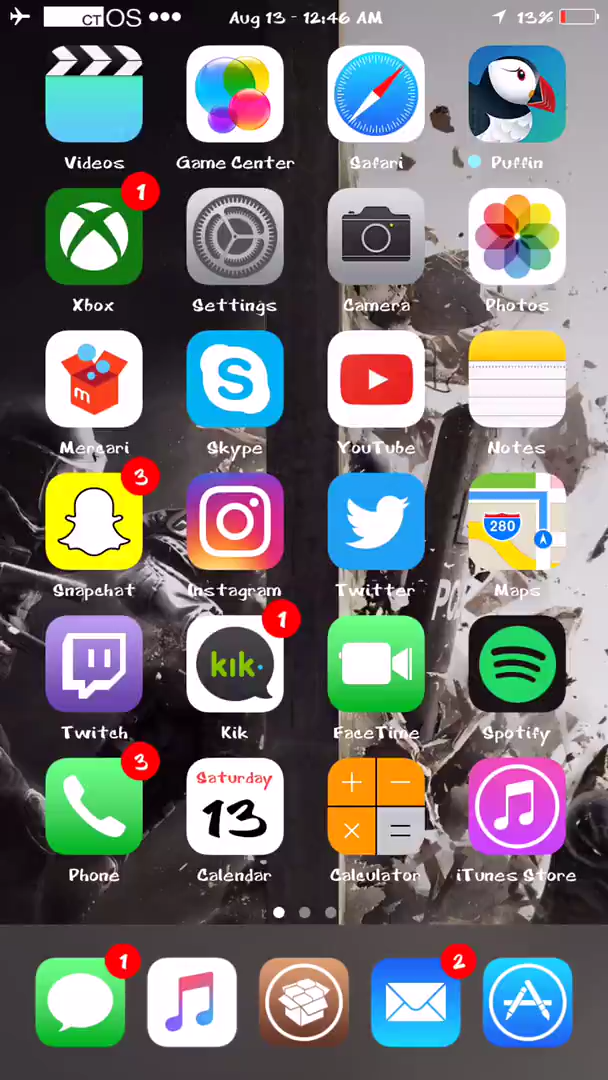 CTOS ●●● Aug 13 - 12:46 AM 13%
Videos Game Center Safari Puffin
1
Xbox Settings Camera Photos
m
Mercari Skype YouTube Notes
3
280
Snapchat Instagram Twitter Maps
1
kik.
Twitch Kik FaceTime Spotify
3
Saturday
13
Phone Calendar Calculator iTunes Store
1 2